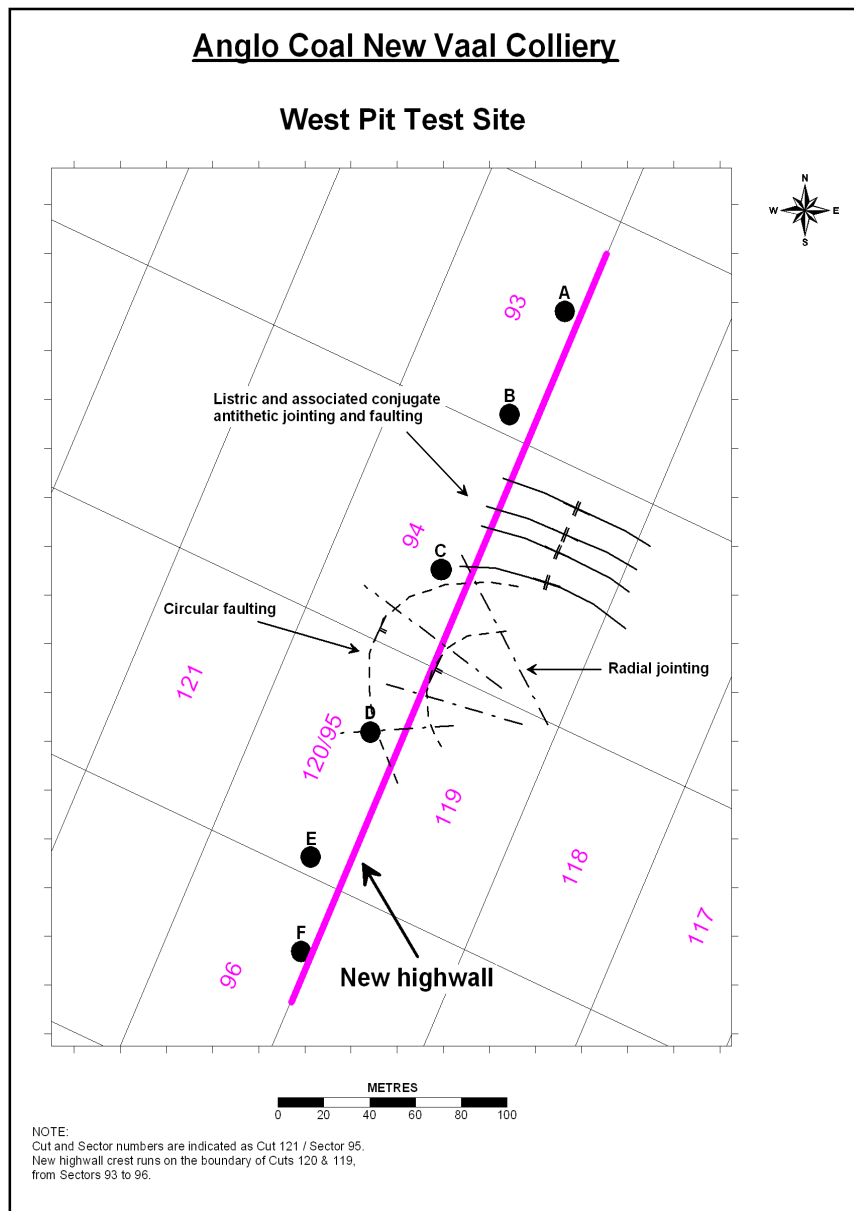 Anglo Coal New Vaal Colliery
West Pit Test Site
N
W E
S
A
93
B
Listric and associated conjugate
antithetic jointing and faulting
94
C
Circular faulting
Radial jointing
121
D
120/95
119
E
118
117
F
96
New highwall
METRES
0 20 40 60 80 100
NOTE:
Cut and Sector numbers are indicated as Cut 121 / Sector 95.
New highwall crest runs on the boundary of Cuts 120 & 119,
from Sectors 93 to 96.